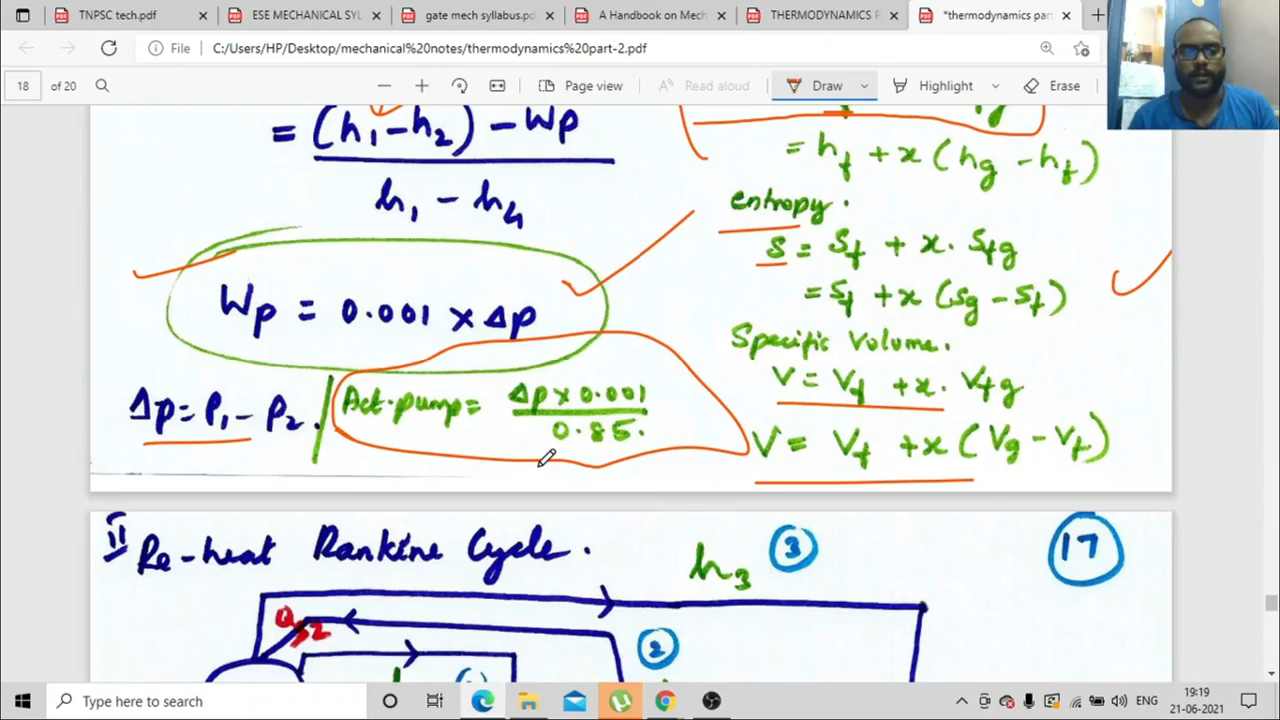 TNPSC tech.pdf
ESE MECHANICAL SYL
gate mech syllabus.pd
A Handbook on Mech
THERMODYNAMICS P
*thermodynamics par
File
C:/Users/HP/Desktop/mechanical%20notes/thermodynamics%20part-2.pdf
18 of 20
Page view
Read aloud
Draw
Highlight
Erase
= (h1-h2) - Wp
h1 - h4
Wp = 0.001 × Δp
Δp = P1 - P2.
Act. pump = Δp × 0.001
0.85.
= hf + x (hg - hf)
entropy.
s = sf + x. sfg
= sf + x (sg - sf)
Specific Volume.
V = Vf + x. Vfg
V = Vf + x (Vg - Vf)
II Re-heat Rankine Cycle.
17
h3
3
2
Type here to search
ENG
19:19
21-06-2021